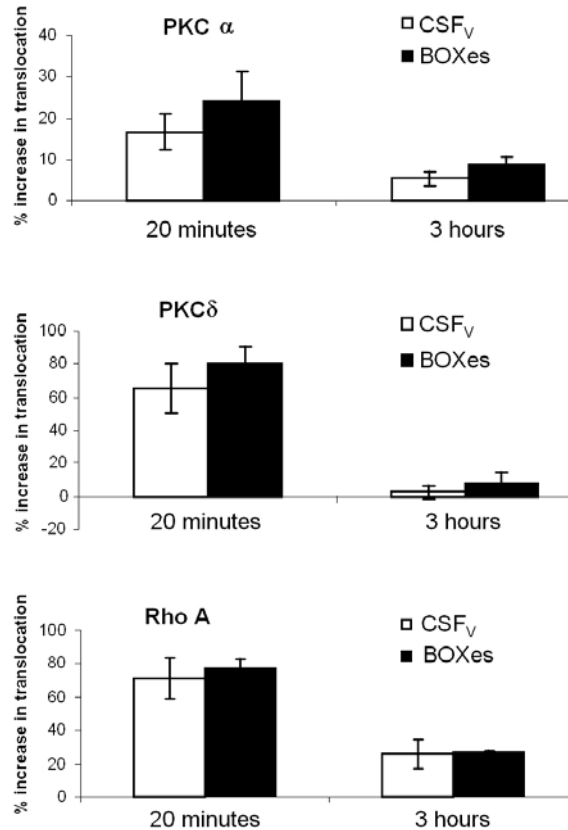 PKC α
CSFV
BOXes
% increase in translocation
40
30
20
10
0
20 minutes
3 hours
PKCδ
CSFV
BOXes
% increase in translocation
100
80
60
40
20
0
-20
20 minutes
3 hours
Rho A
CSFV
BOXes
% increase in translocation
100
80
60
40
20
0
20 minutes
3 hours